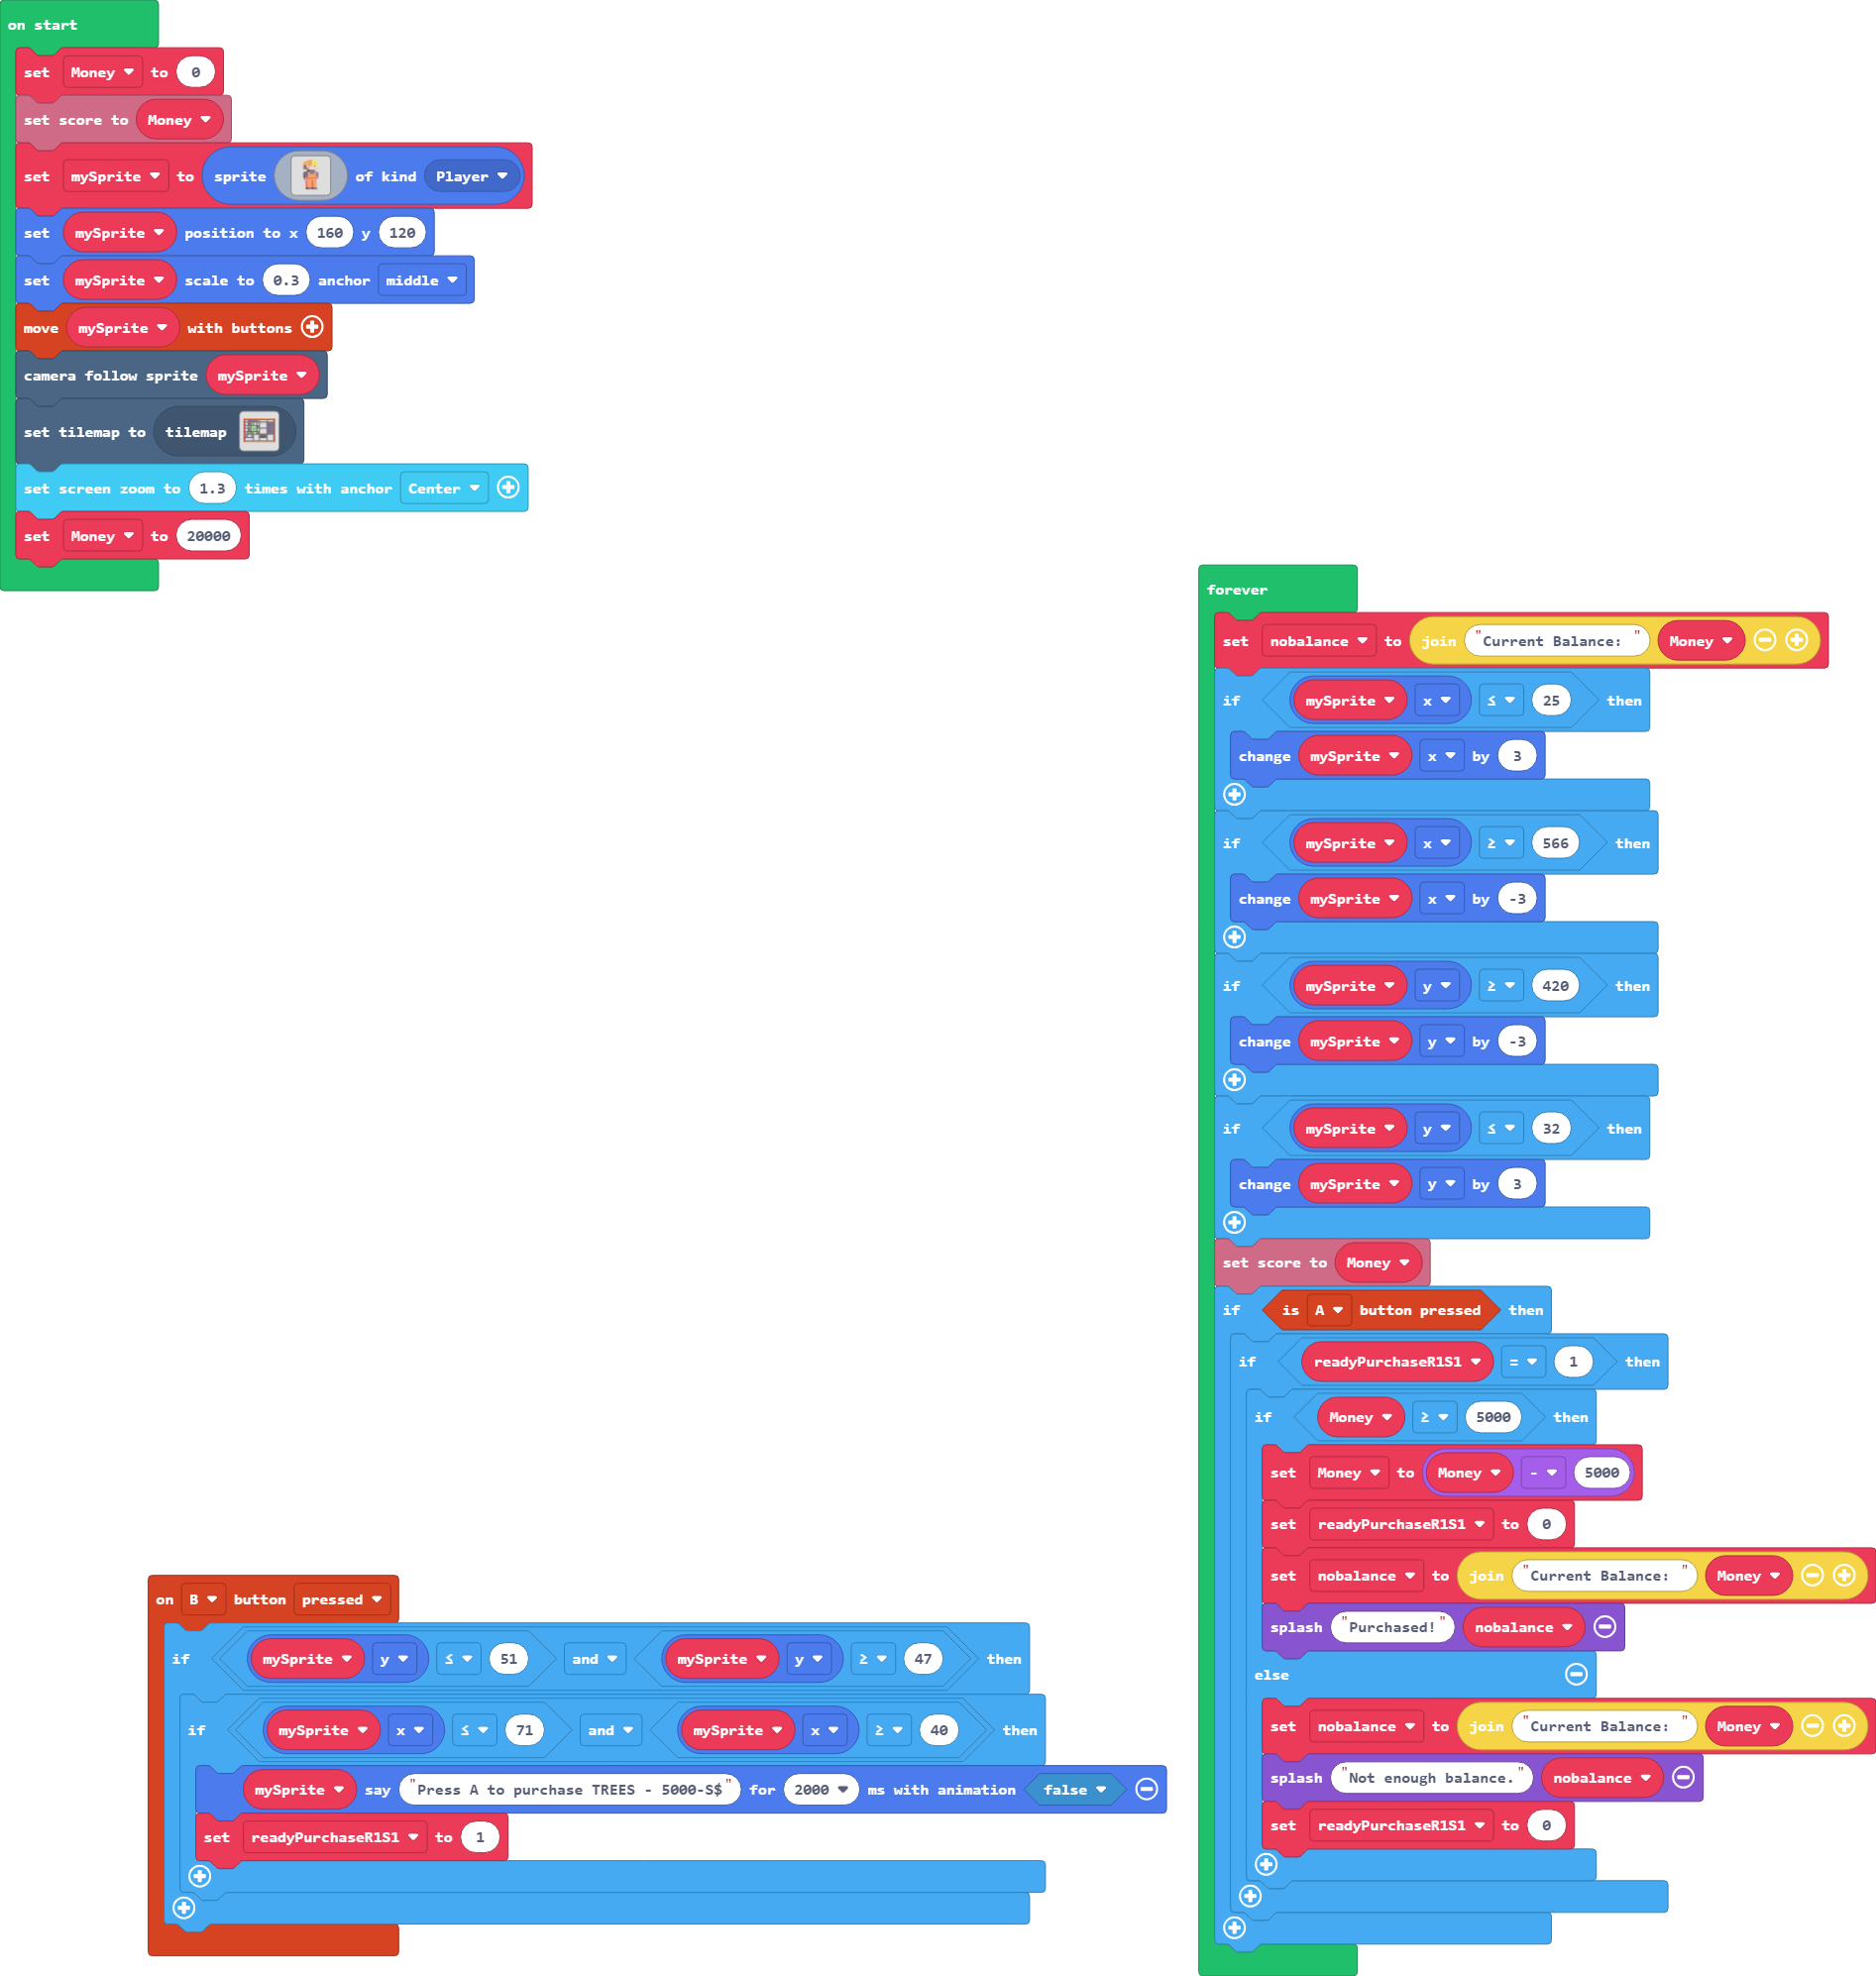 on start
set Money to 0
set score to Money
set mySprite to sprite of kind Player
set mySprite position to x 160 y 120
set mySprite scale to 0.3 anchor middle
move mySprite with buttons
camera follow sprite mySprite
set tilemap to tilemap
set screen zoom to 1.3 times with anchor Center
set Money to 20000
forever
set nobalance to join "Current Balance: " Money
if mySprite x ≤ 25 then
change mySprite x by 3
if mySprite x ≥ 566 then
change mySprite x by -3
if mySprite y ≥ 420 then
change mySprite y by -3
if mySprite y ≤ 32 then
change mySprite y by 3
set score to Money
if is A button pressed then
if readyPurchaseR1S1 = 1 then
if Money ≥ 5000 then
set Money to Money - 5000
set readyPurchaseR1S1 to 0
set nobalance to join "Current Balance: " Money
splash "Purchased!" nobalance
else
set nobalance to join "Current Balance: " Money
splash "Not enough balance." nobalance
set readyPurchaseR1S1 to 0
on B button pressed
if mySprite y ≤ 51 and mySprite y ≥ 47 then
if mySprite x ≤ 71 and mySprite x ≥ 40 then
mySprite say "Press A to purchase TREES - 5000-S$" for 2000 ms with animation false
set readyPurchaseR1S1 to 1